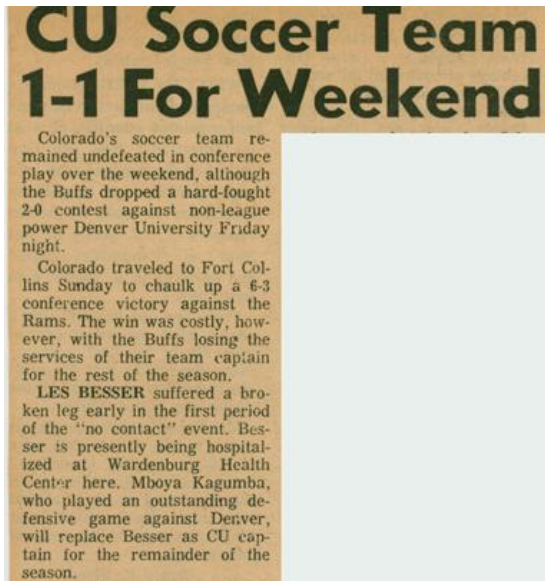 CU Soccer Team
1-1 For Weekend
Colorado's soccer team re-
mained undefeated in conference
play over the weekend, although
the Buffs dropped a hard-fought
2-0 contest against non-league
power Denver University Friday
night.
Colorado traveled to Fort Col-
lins Sunday to chaulk up a 6-3
conference victory against the
Rams. The win was costly, how-
ever, with the Buffs losing the
services of their team captain
for the rest of the season.
LES BESSER suffered a bro-
ken leg early in the first period
of the "no contact" event. Bes-
ser is presently being hospital-
ized at Wardenburg Health
Center here. Mboya Kagumba,
who played an outstanding de-
fensive game against Denver,
will replace Besser as CU cap-
tain for the remainder of the
season.